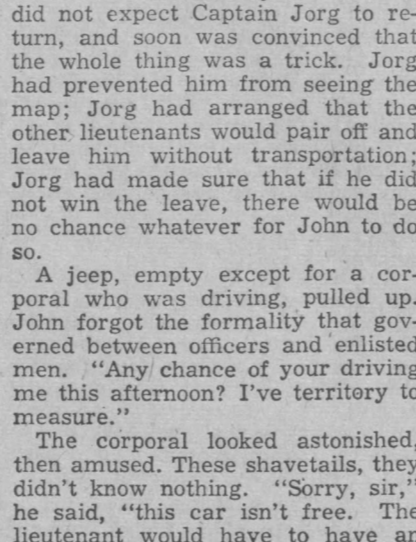 did not expect Captain Jorg to re-
turn, and soon was convinced that
the whole thing was a trick. Jorg
had prevented him from seeing the
map; Jorg had arranged that the
other lieutenants would pair off and
leave him without transportation;
Jorg had made sure that if he did
not win the leave, there would be
no chance whatever for John to do
so.
A jeep, empty except for a cor-
poral who was driving, pulled up.
John forgot the formality that gov-
erned between officers and enlisted
men. "Any chance of your driving
me this afternoon? I've territory to
measure."
The corporal looked astonished,
then amused. These shavetails, they
didn't know nothing. "Sorry, sir,"
he said, "this car isn't free. The
lieutenant would have to have an